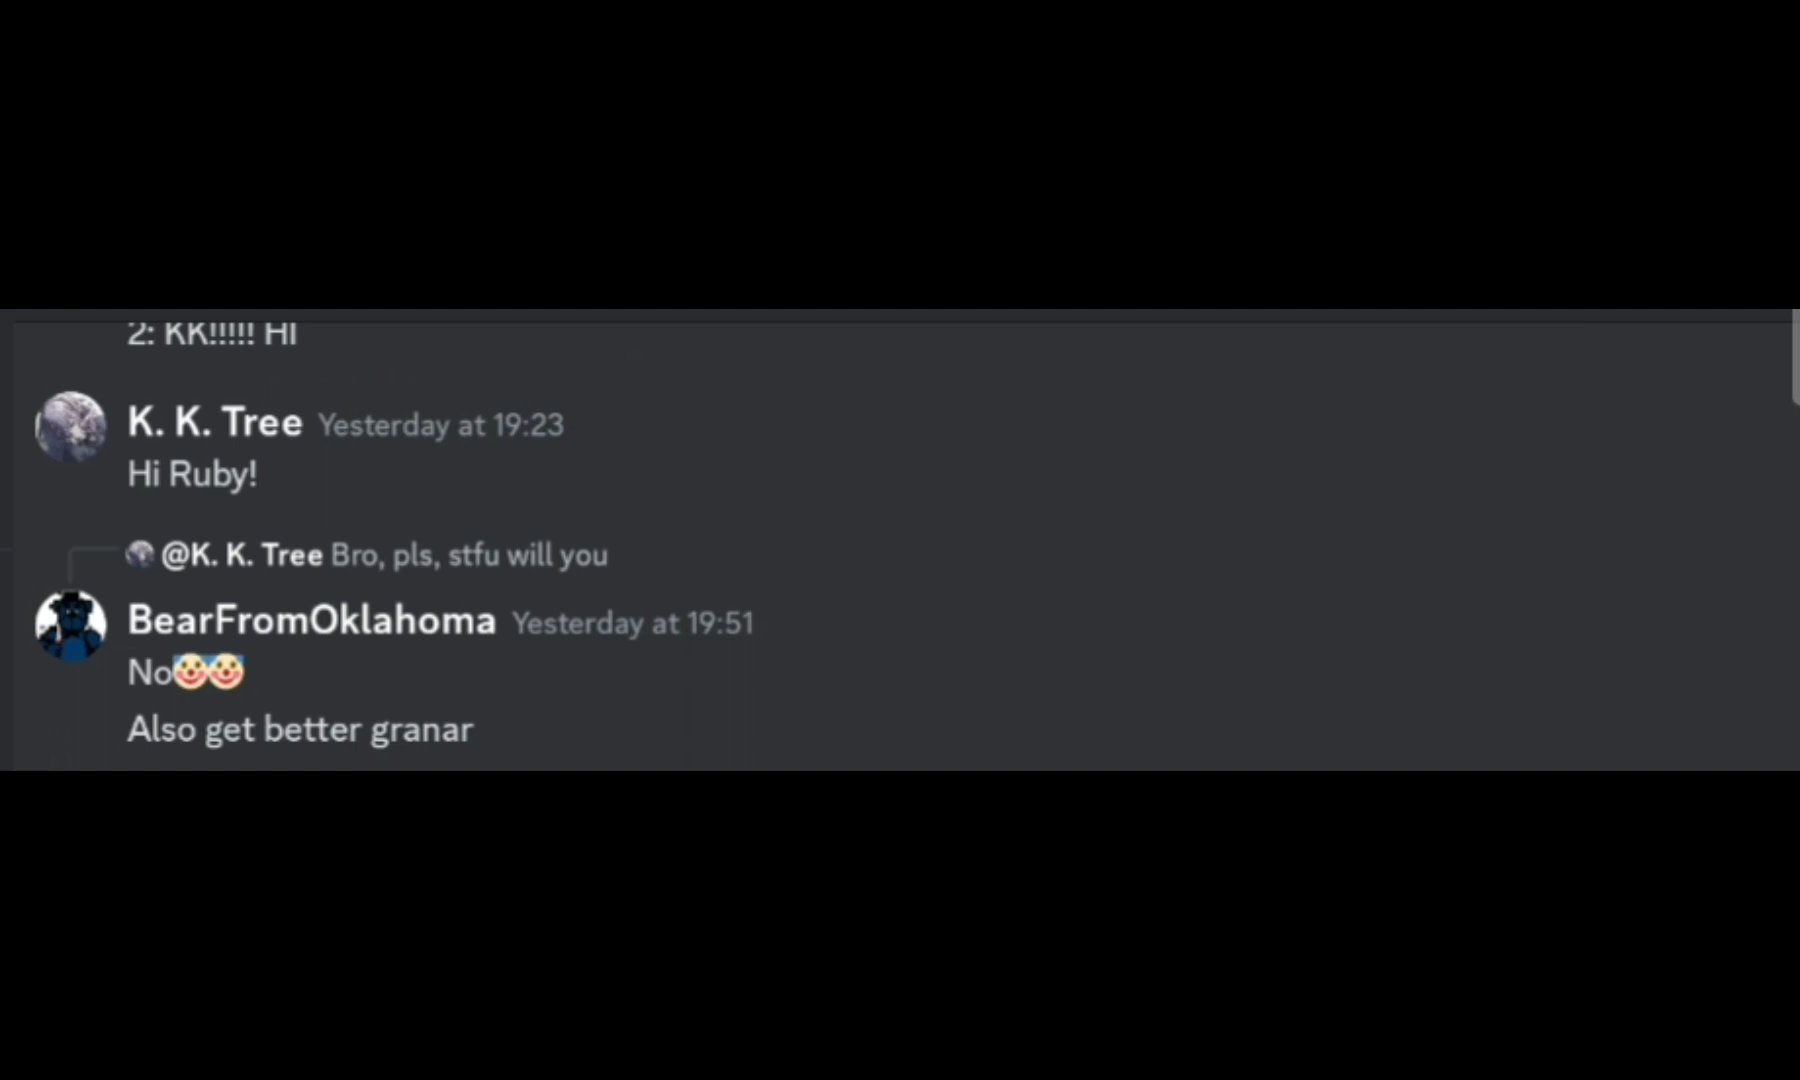 2: KK!!!!! HI
K. K. Tree Yesterday at 19:23
Hi Ruby!
@K. K. Tree Bro, pls, stfu will you
BearFromOklahoma Yesterday at 19:51
No🤡🤡
Also get better granar